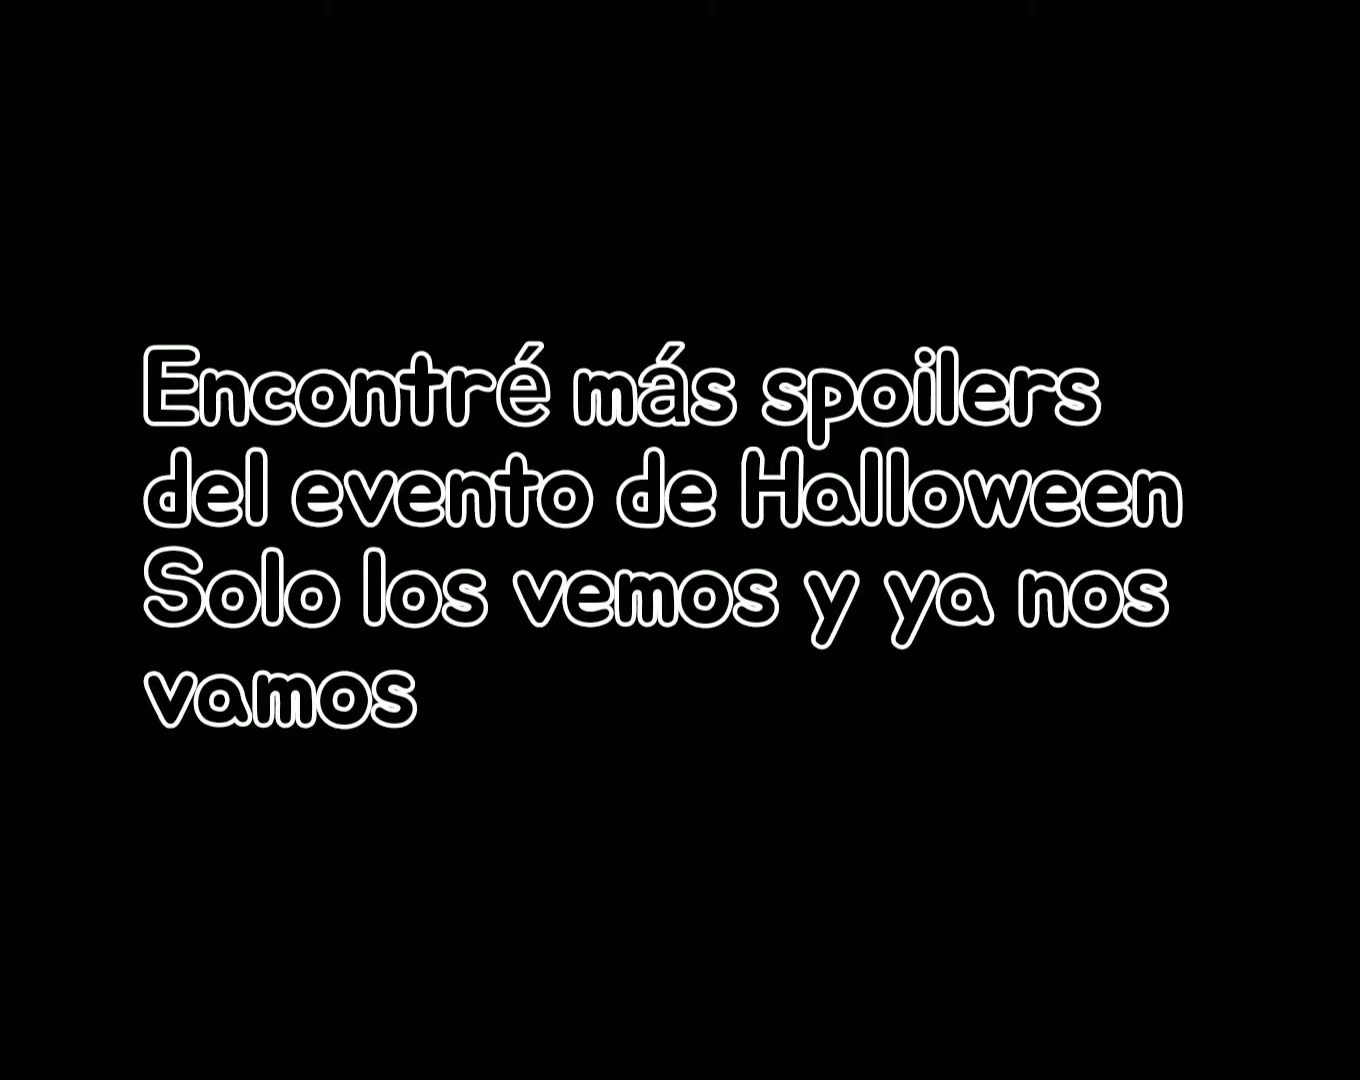 Encontré más spoilers
del evento de Halloween
Solo los vemos y ya nos
vamos